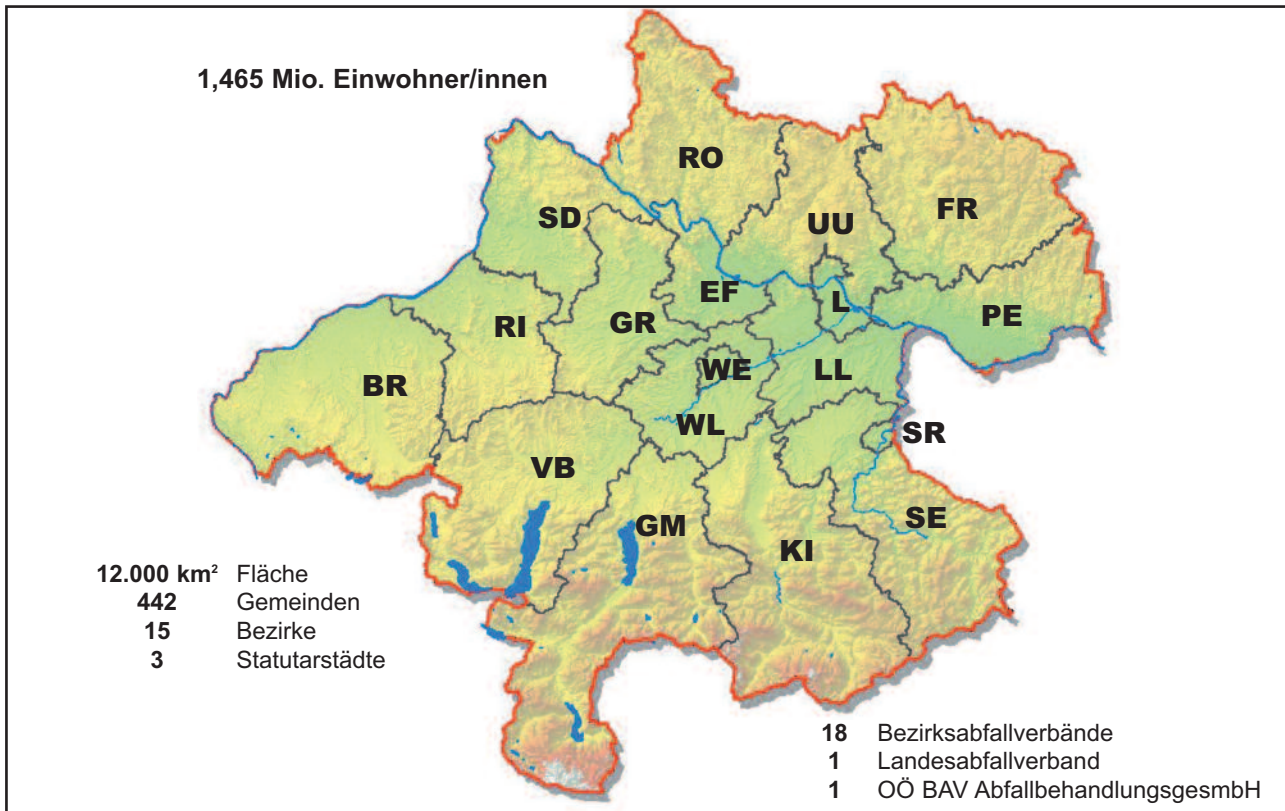 1,465 Mio. Einwohner/innen
RO
FR
SD
UU
EF
L
PE
RI
GR
BR
WE
LL
WL
SR
VB
GM
SE
KI
12.000 km² Fläche
442 Gemeinden
15 Bezirke
3 Statutarstädte
18 Bezirksabfallverbände
1 Landesabfallverband
1 OÖ BAV AbfallbehandlungsgesmbH